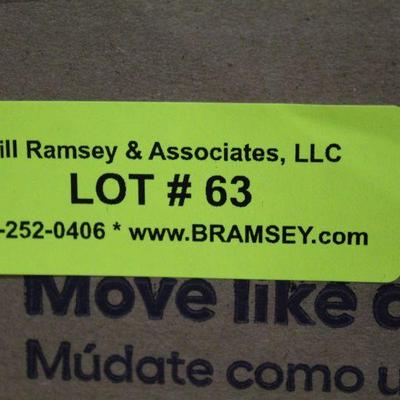 ill Ramsey & Associates, LLC
LOT # 63
-252-0406 * www.BRAMSEY.com
Move like
Múdate como u